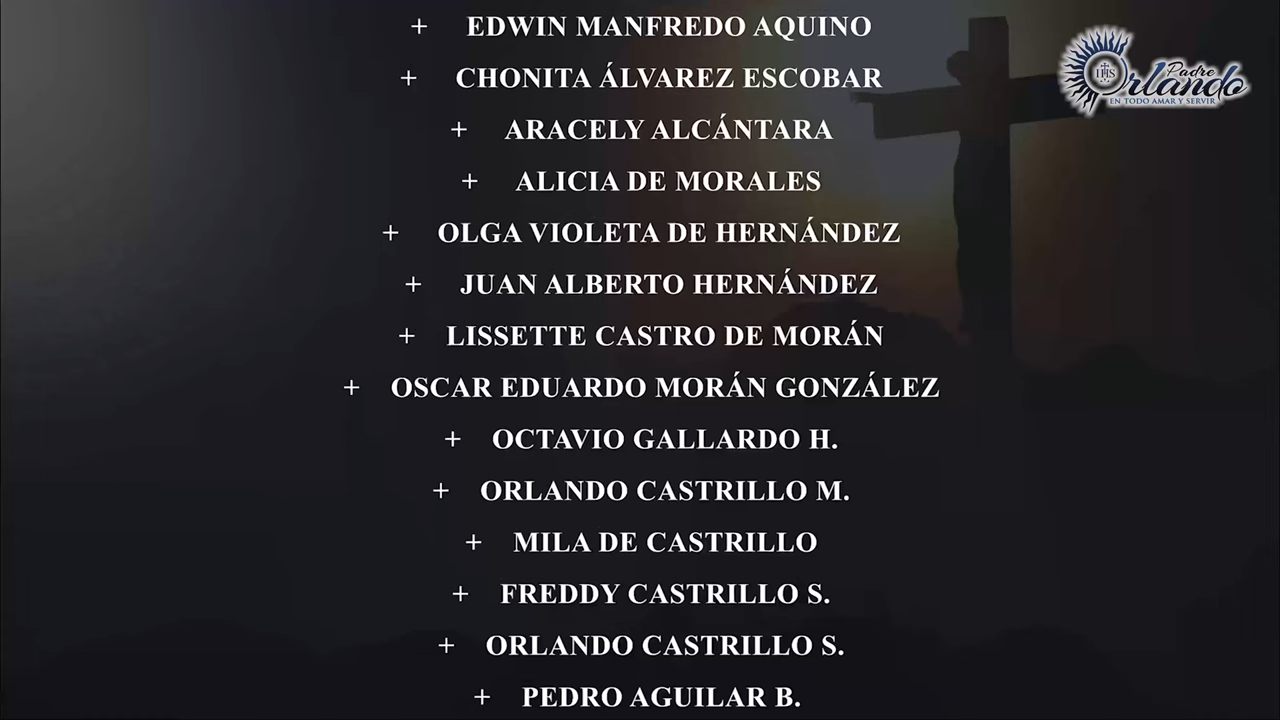 + EDWIN MANFREDO AQUINO
+ CHONITA ÁLVAREZ ESCOBAR
+ ARACELY ALCÁNTARA
+ ALICIA DE MORALES
+ OLGA VIOLETA DE HERNÁNDEZ
+ JUAN ALBERTO HERNÁNDEZ
+ LISSETTE CASTRO DE MORÁN
+ OSCAR EDUARDO MORÁN GONZÁLEZ
+ OCTAVIO GALLARDO H.
+ ORLANDO CASTRILLO M.
+ MILA DE CASTRILLO
+ FREDDY CASTRILLO S.
+ ORLANDO CASTRILLO S.
+ PEDRO AGUILAR B.
IHS
Padre
Orlando
EN TODO AMAR Y SERVIR